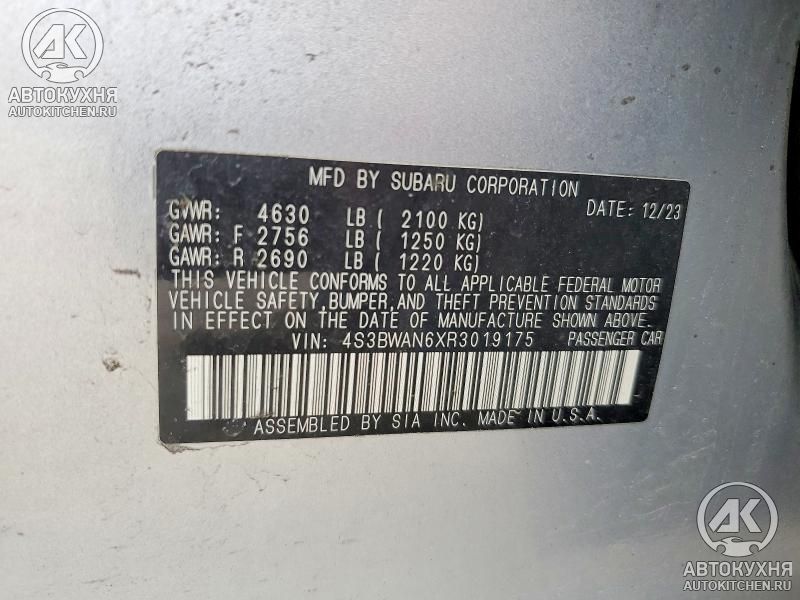 АК
АВТОКУХНЯ
AUTOKITCHEN.RU
MFD BY SUBARU CORPORATION
DATE: 12/23
GVWR: 4630 LB ( 2100 KG)
GAWR: F 2756 LB ( 1250 KG)
GAWR: R 2690 LB ( 1220 KG)
THIS VEHICLE CONFORMS TO ALL APPLICABLE FEDERAL MOTOR
VEHICLE SAFETY,BUMPER,AND THEFT PREVENTION STANDARDS
IN EFFECT ON THE DATE OF MANUFACTURE SHOWN ABOVE.
VIN: 4S3BWAN6XR3019175 PASSENGER CAR
ASSEMBLED BY SIA INC. MADE IN U.S.A.
АК
АВТОКУХНЯ
AUTOKITCHEN.RU